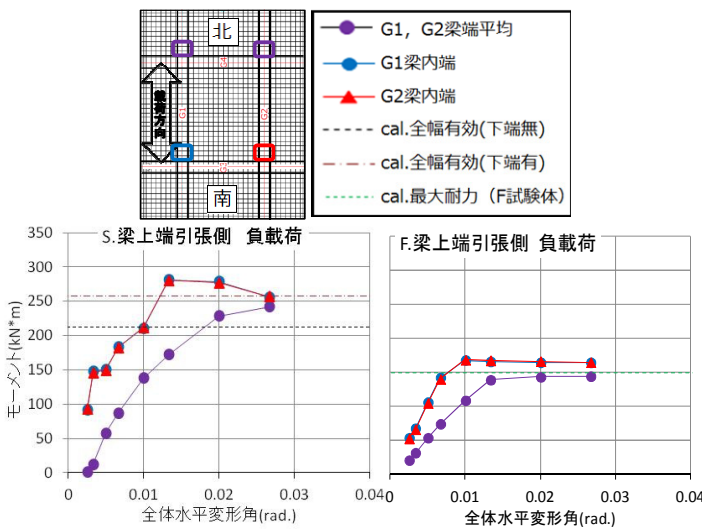 北
G4
載荷方向
G1
G2
南
G1，G2梁端平均
G1梁内端
G2梁内端
cal.全幅有効(下端無)
cal.全幅有効(下端有)
cal.最大耐力（F試験体）
S.梁上端引張側 負載荷
モーメント(kN*m)
350
300
250
200
150
100
50
0
0 0.01 0.02 0.03 0.04
全体水平変形角(rad.)
F.梁上端引張側 負載荷
0 0.01 0.02 0.03 0.04
全体水平変形角(rad.)